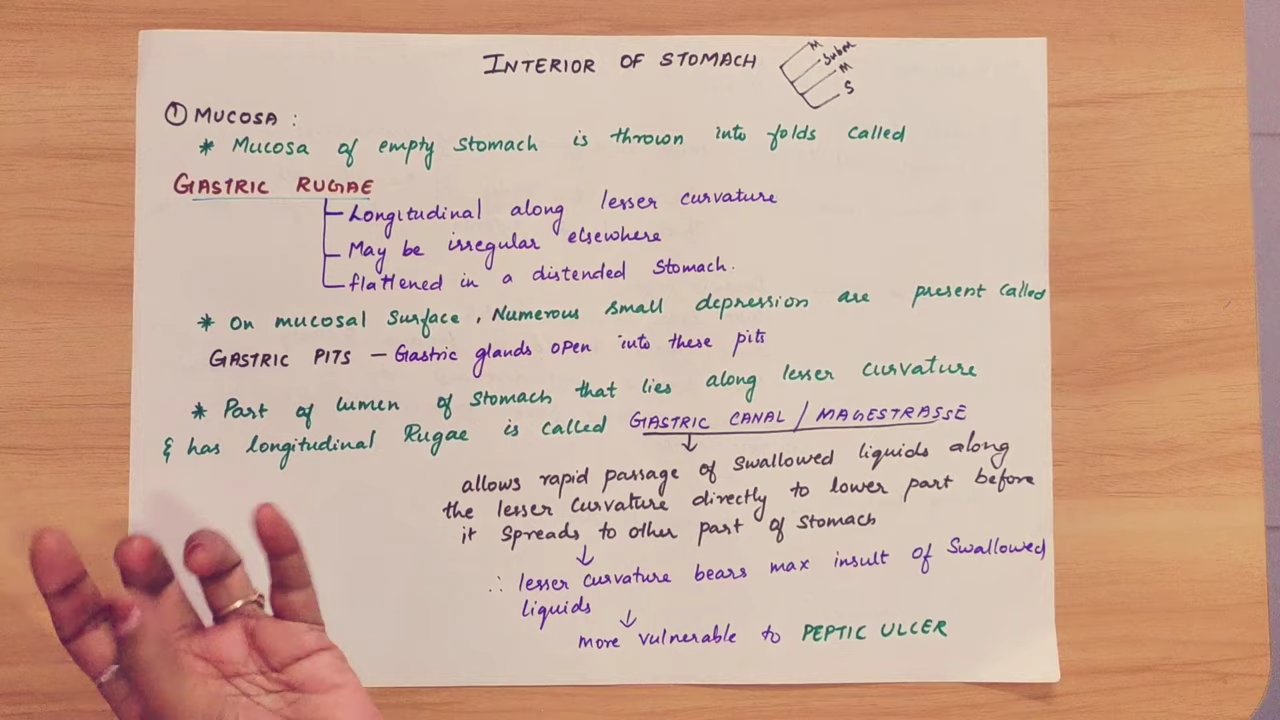 INTERIOR OF STOMACH
M
SubM
M
S
① MUCOSA :
* Mucosa of empty Stomach is thrown into folds called
GASTRIC RUGAE
Longitudinal along lesser curvature
May be irregular elsewhere
flattened in a distended Stomach.
* On mucosal Surface, Numerous small depression are present called
GASTRIC PITS – Gastric glands open into these pits
* Part of lumen of Stomach that lies along lesser curvature
& has longitudinal Rugae is called GASTRIC CANAL / MAGESTRASSE
↓
allows rapid passage of Swallowed liquids along
the lesser curvature directly to lower part before
it Spreads to other part of Stomach
↓
∴ lesser curvature bears max insult of Swallowed
liquids
↓
more vulnerable to PEPTIC ULCER